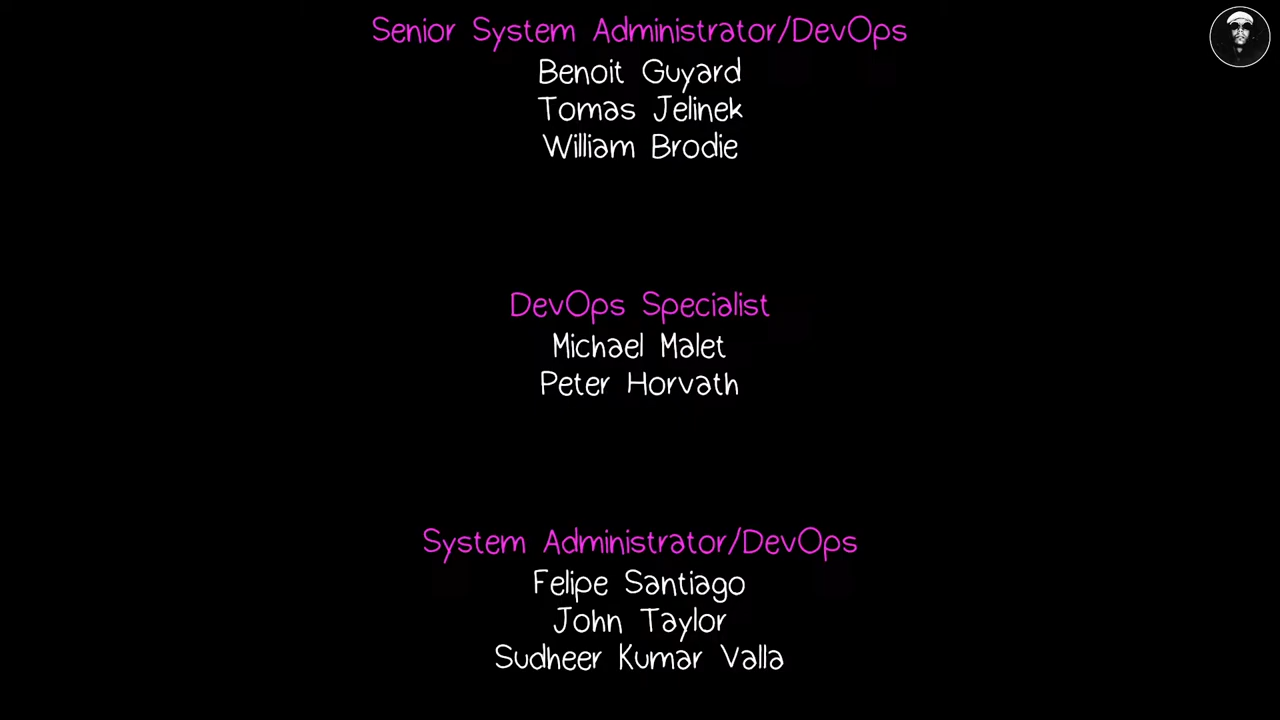 Senior System Administrator/DevOps
Benoit Guyard
Tomas Jelinek
William Brodie
DevOps Specialist
Michael Malet
Peter Horvath
System Administrator/DevOps
Felipe Santiago
John Taylor
Sudheer Kumar Valla